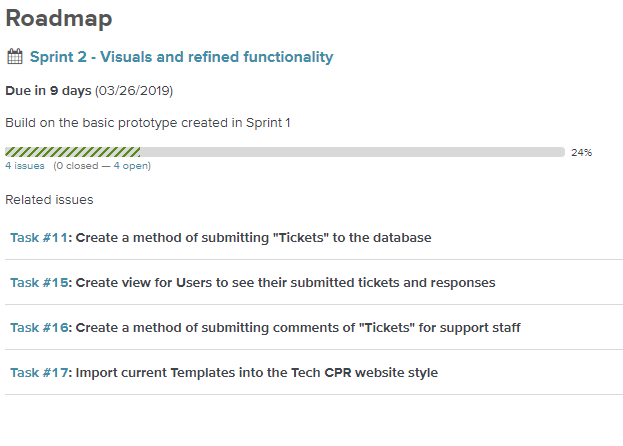 Roadmap
Sprint 2 - Visuals and refined functionality
Due in 9 days (03/26/2019)
Build on the basic prototype created in Sprint 1
24%
4 issues (0 closed — 4 open)
Related issues
Task #11: Create a method of submitting "Tickets" to the database
Task #15: Create view for Users to see their submitted tickets and responses
Task #16: Create a method of submitting comments of "Tickets" for support staff
Task #17: Import current Templates into the Tech CPR website style